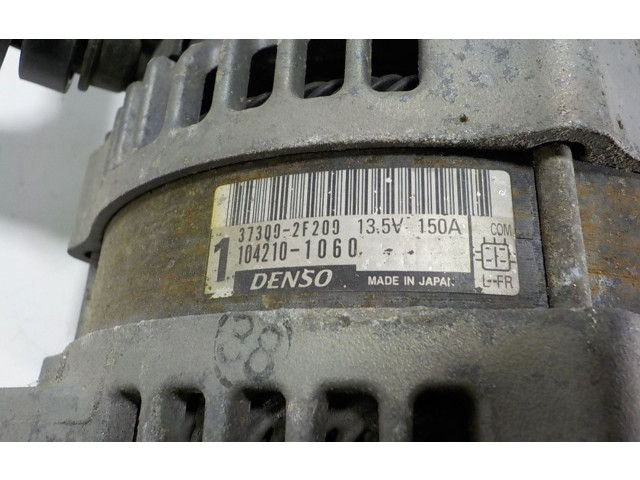 37300-2F200 13.5V 150A
COM
1
104210-1060
DENSO MADE IN JAPAN.
L-FR
88